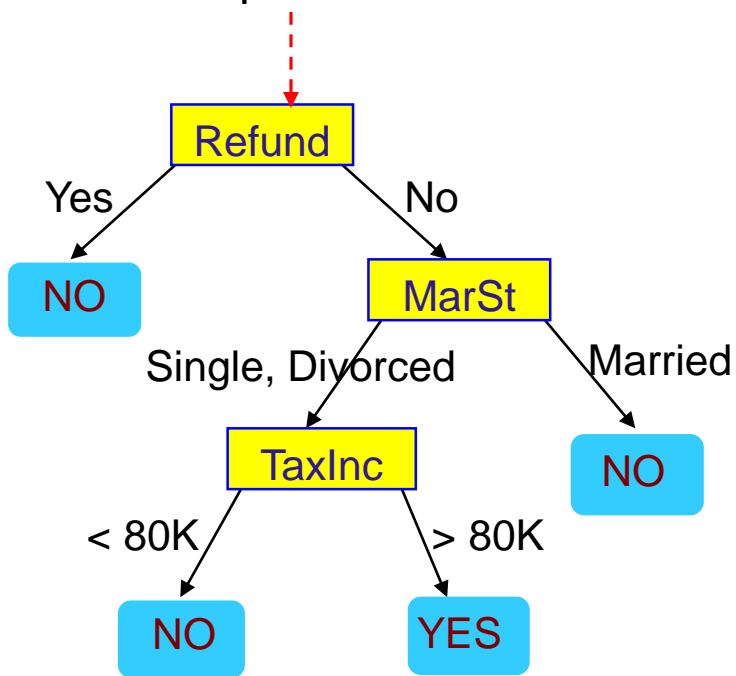 Refund
Yes
No
NO
MarSt
Single, Divorced
Married
TaxInc
NO
< 80K
> 80K
NO
YES